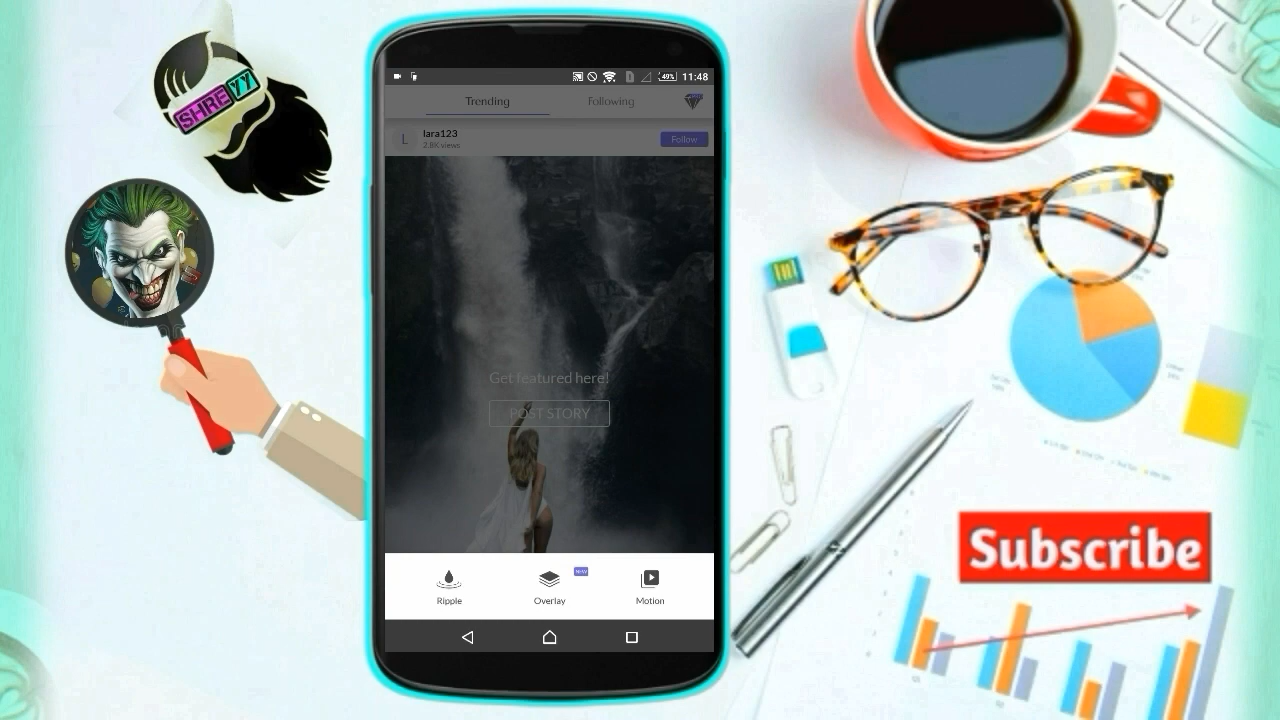 SHRE YY
49%
11:48
Trending
Following
L
lara123
2.8K views
Follow
Get featured here!
POST STORY
NEW
Ripple
Overlay
Motion
Subscribe